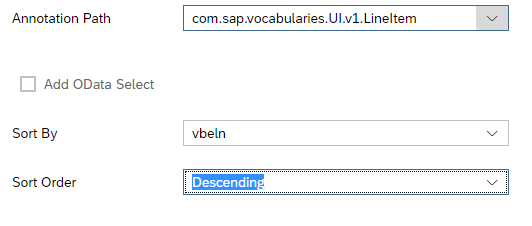 Annotation Path com.sap.vocabularies.UI.v1.LineItem
Add OData Select
Sort By vbeln
Sort Order Descending